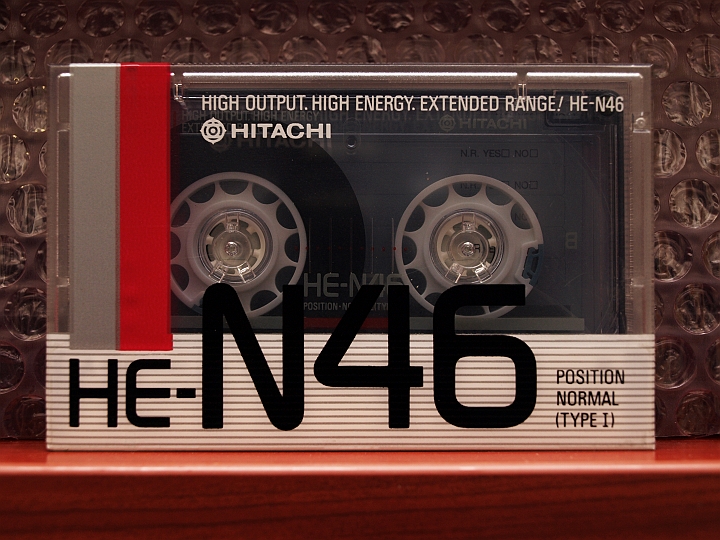 HIGH OUTPUT. HIGH ENERGY. EXTENDED RANGE/ HE-N46
HITACHI
N.R. YES□ NO□
HE-N46
HE-N46
POSITION
NORMAL
(TYPE I)